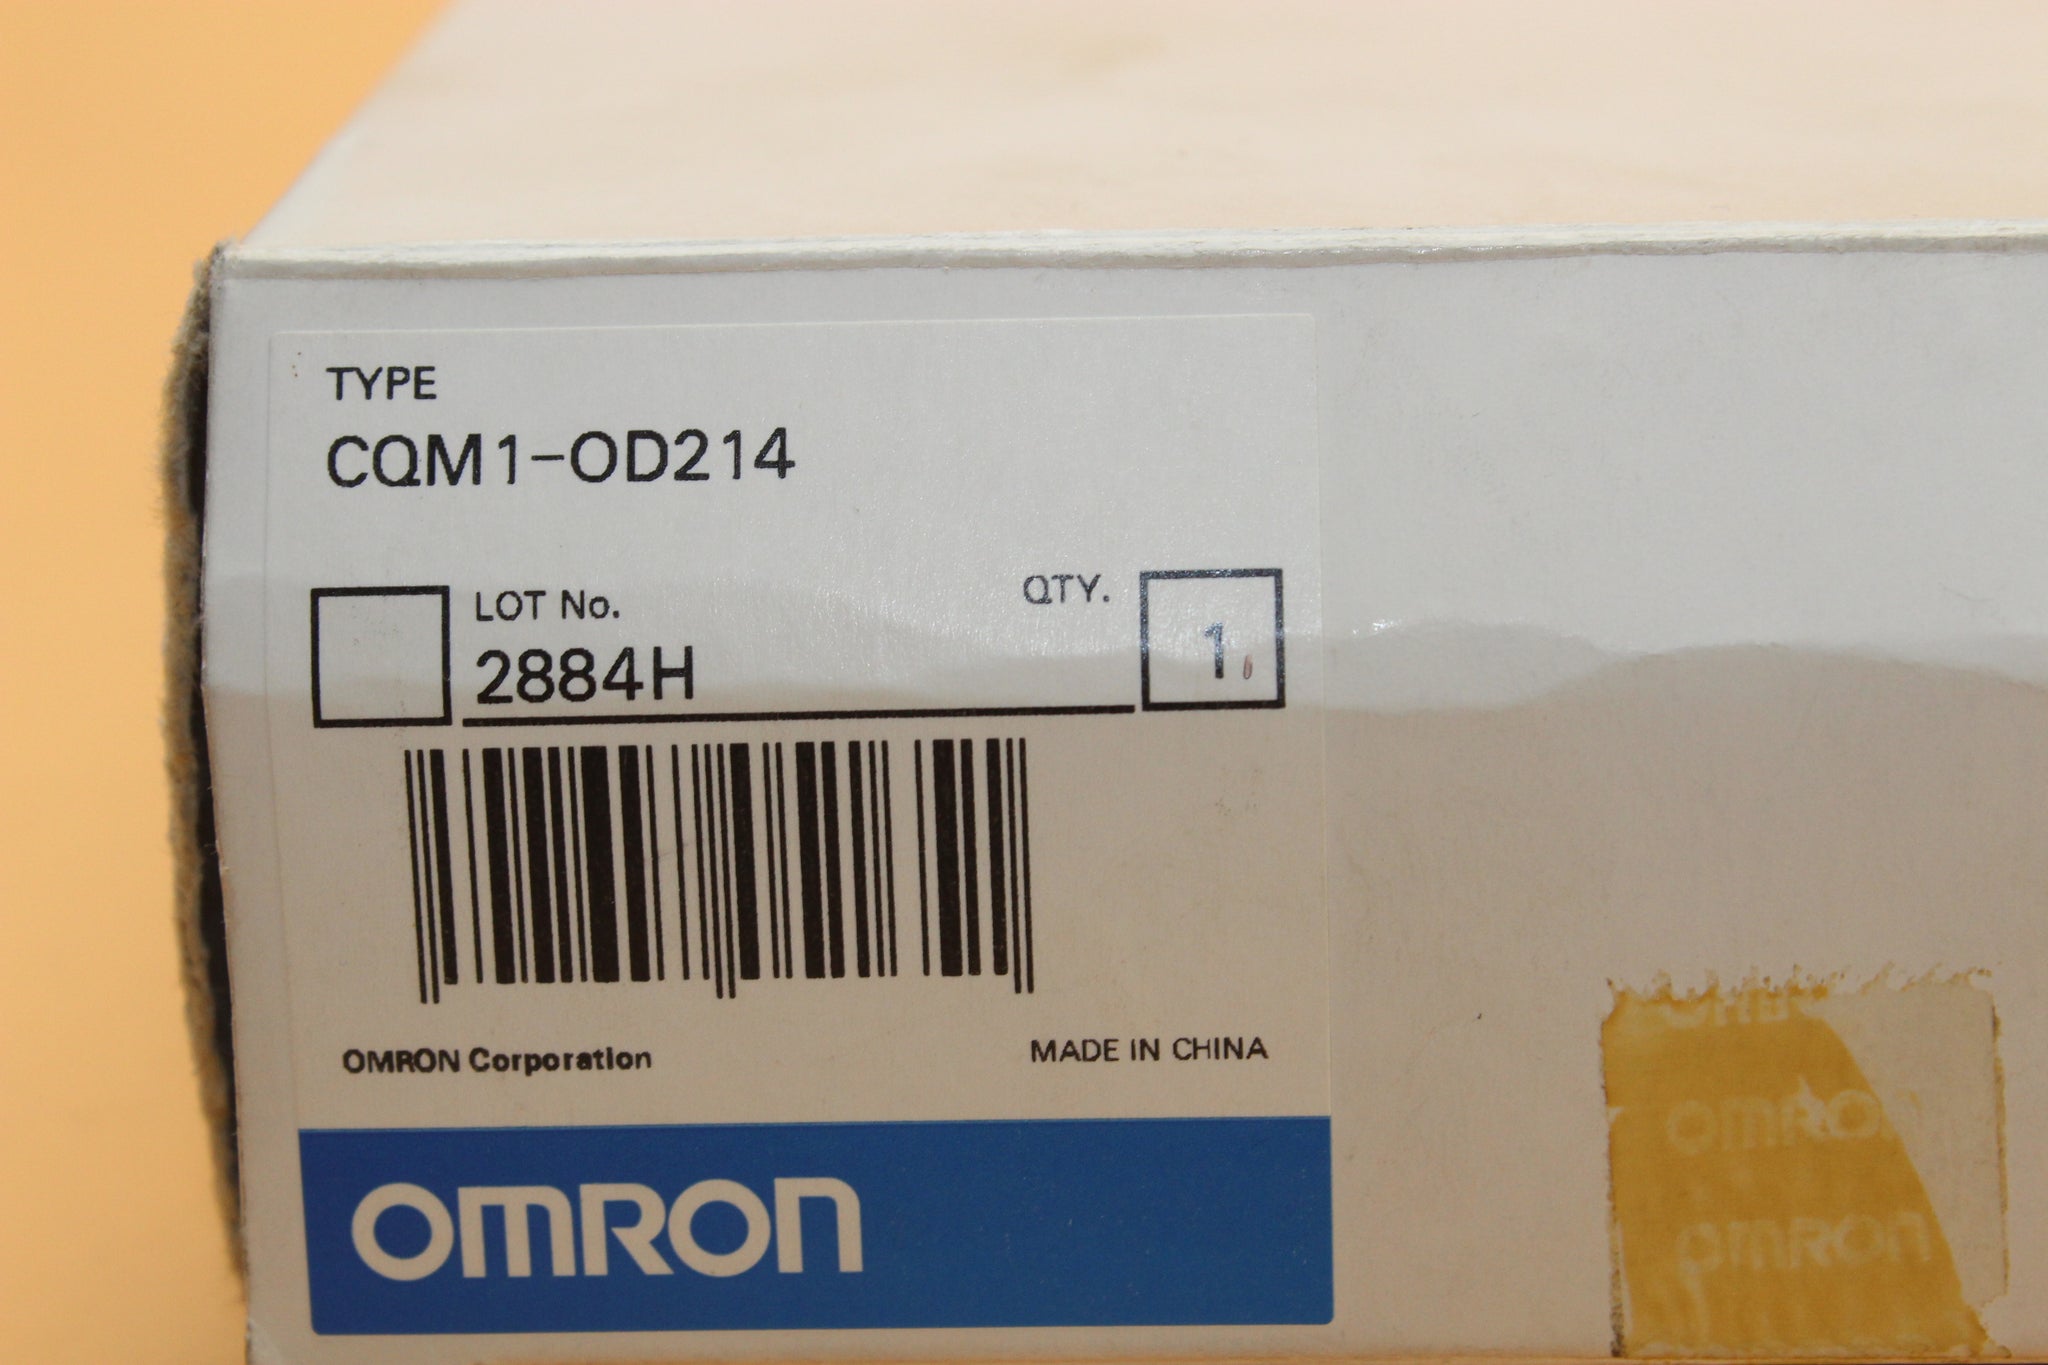 TYPE
CQM1-OD214
LOT No.
2884H
QTY.
1
OMRON Corporation
MADE IN CHINA
OMRON
OMRON
OMRON